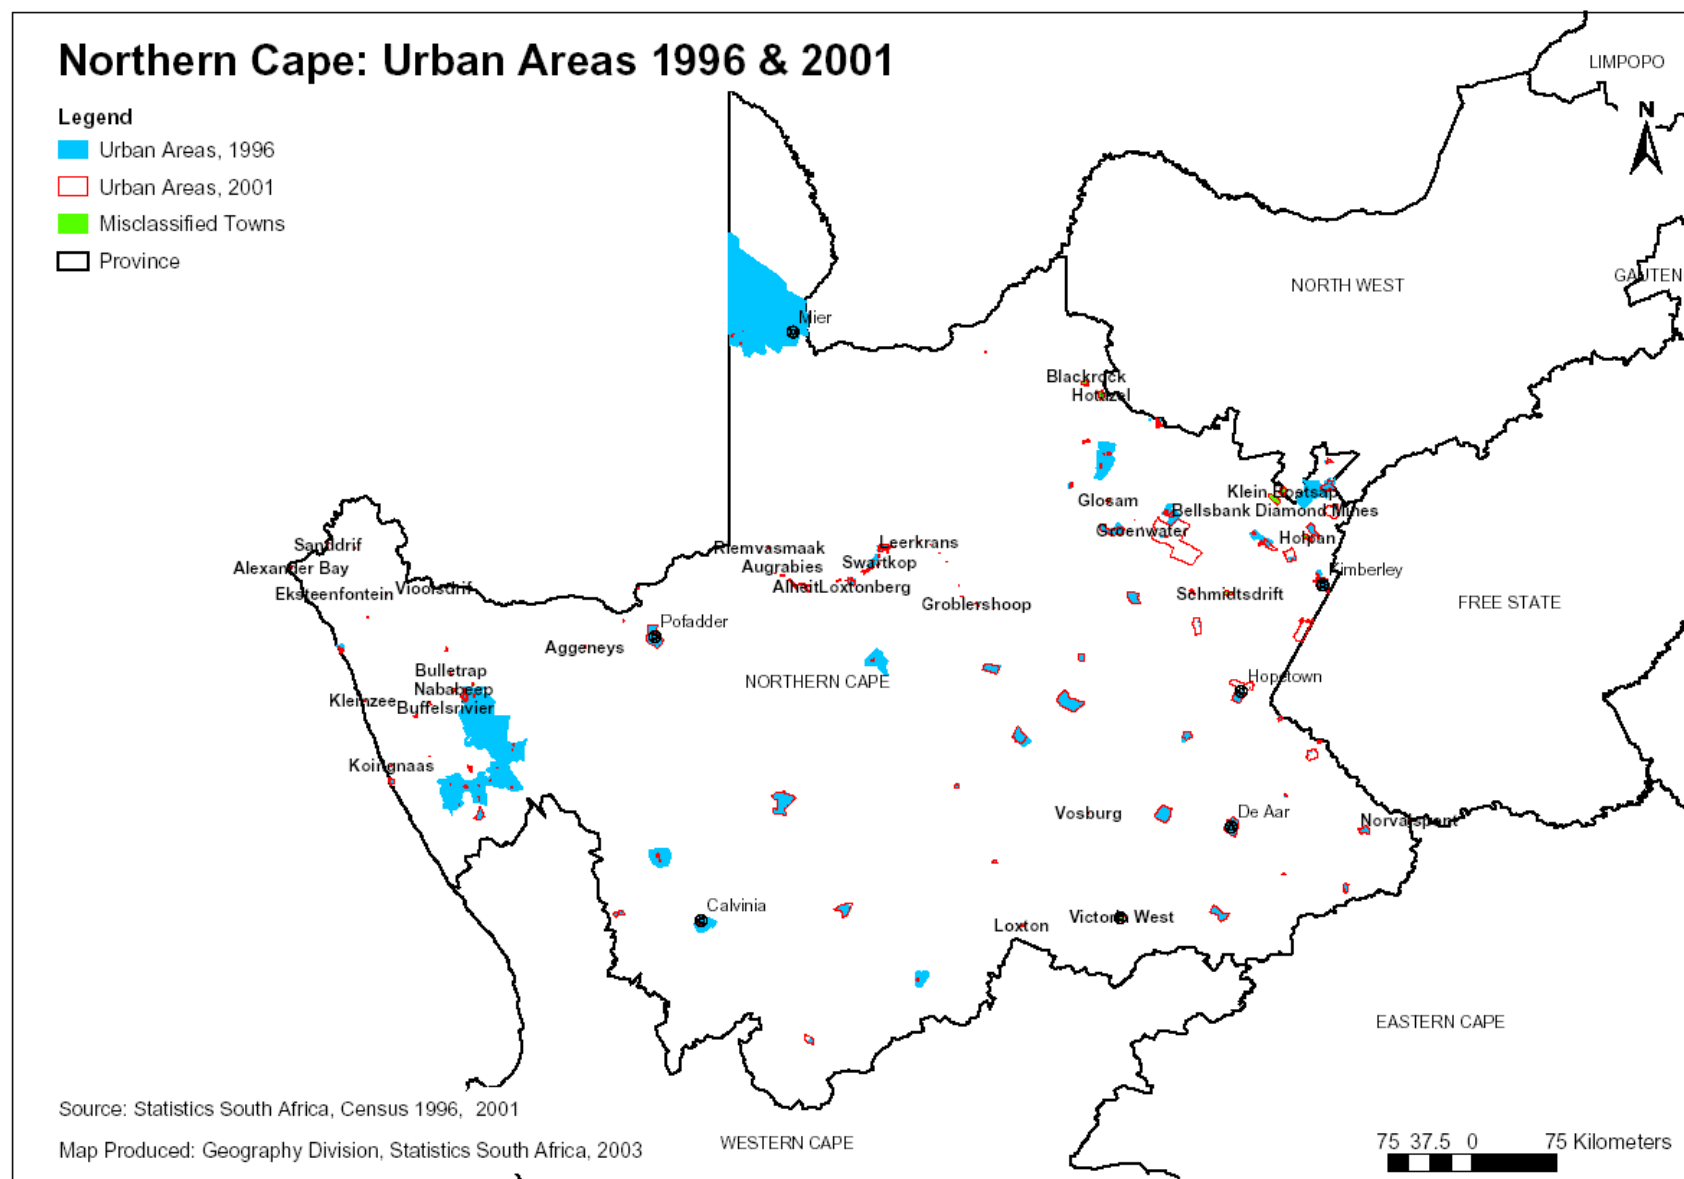 Northern Cape: Urban Areas 1996 & 2001
LIMPOPO
Legend
Urban Areas, 1996
Urban Areas, 2001
Misclassified Towns
Province
N
NORTH WEST
GAUTEN
Mier
Blackrock
Hotazel
Klein Bootsap
Glosam
Bellsbank Diamond Mines
Groenwater
Holpan
Sanddrif
Alexander Bay
Riemvasmaak
Leerkrans
Augrabies
Swartkop
Kimberley
Eksteenfontein
Vioolsdrif
Alheit
Loxtonberg
Groblershoop
Schmidtsdrift
FREE STATE
Pofadder
Aggeneys
Bulletrap
NORTHERN CAPE
Hopetown
Nababeep
Kleinzee
Buffelsrivier
Koingnaas
Vosburg
De Aar
Norvalspont
Calvinia
Loxton
Victoria West
EASTERN CAPE
Source: Statistics South Africa, Census 1996, 2001
Map Produced: Geography Division, Statistics South Africa, 2003
WESTERN CAPE
75 37.5 0 75 Kilometers